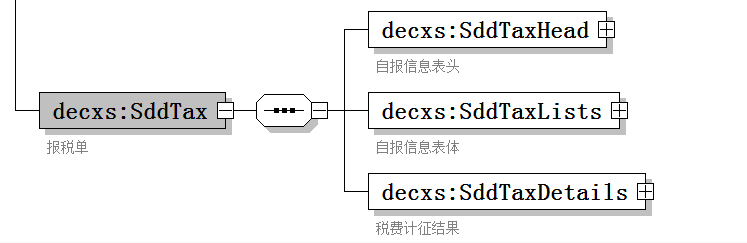 decxs:SddTaxHead
自报信息表头
decxs:SddTax
报税单
decxs:SddTaxLists
自报信息表体
decxs:SddTaxDetails
税费计征结果